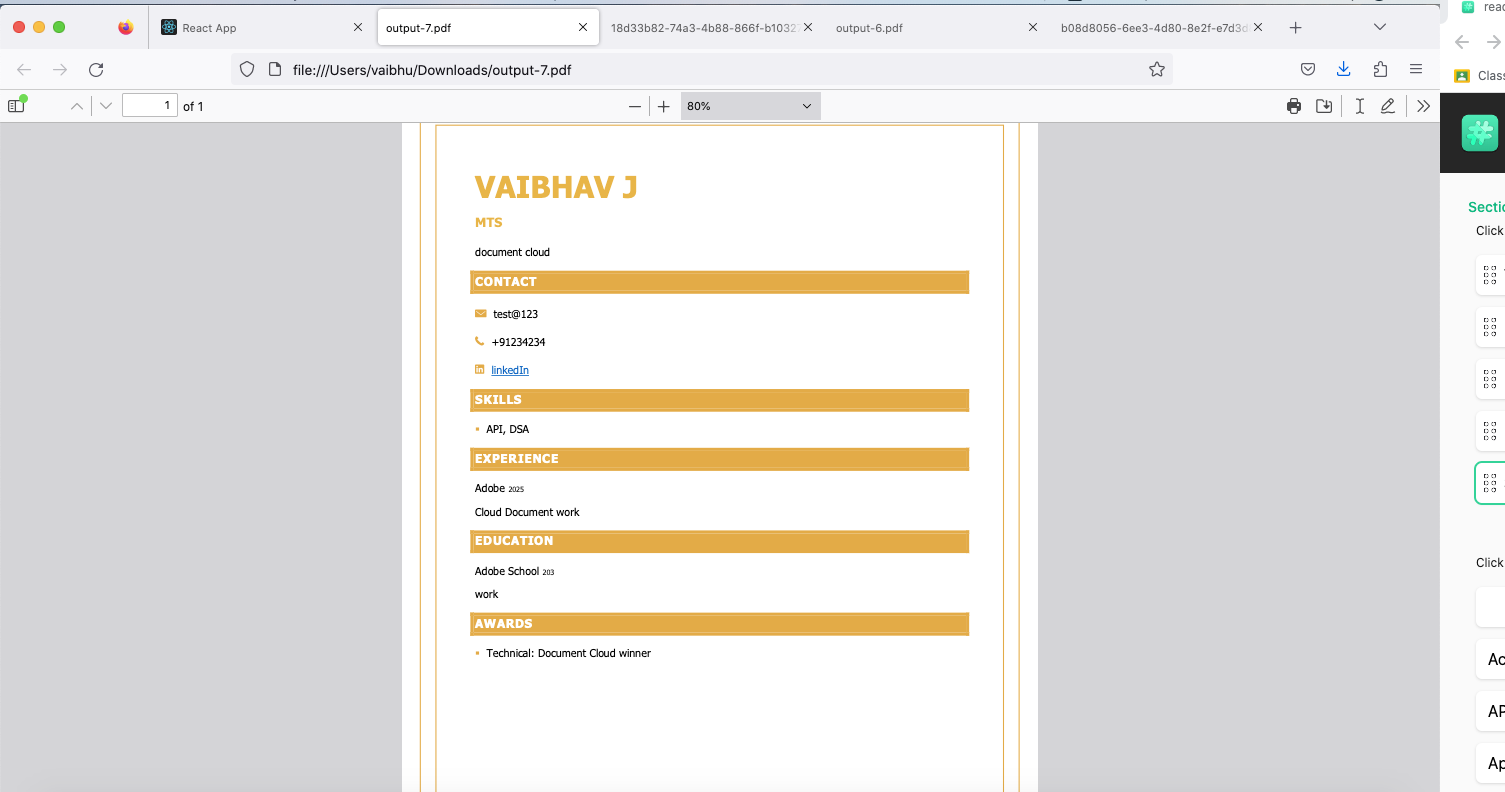 React App
output-7.pdf
18d33b82-74a3-4b88-866f-b1032
output-6.pdf
b08d8056-6ee3-4d80-8e2f-e7d3d
reac
file:///Users/vaibhu/Downloads/output-7.pdf
Class
1 of 1
80%
VAIBHAV J
MTS
document cloud
CONTACT
test@123
+91234234
linkedIn
SKILLS
API, DSA
EXPERIENCE
Adobe 2025
Cloud Document work
EDUCATION
Adobe School 203
work
AWARDS
Technical: Document Cloud winner
Sectio
Click
Click
Ac
AP
Ap